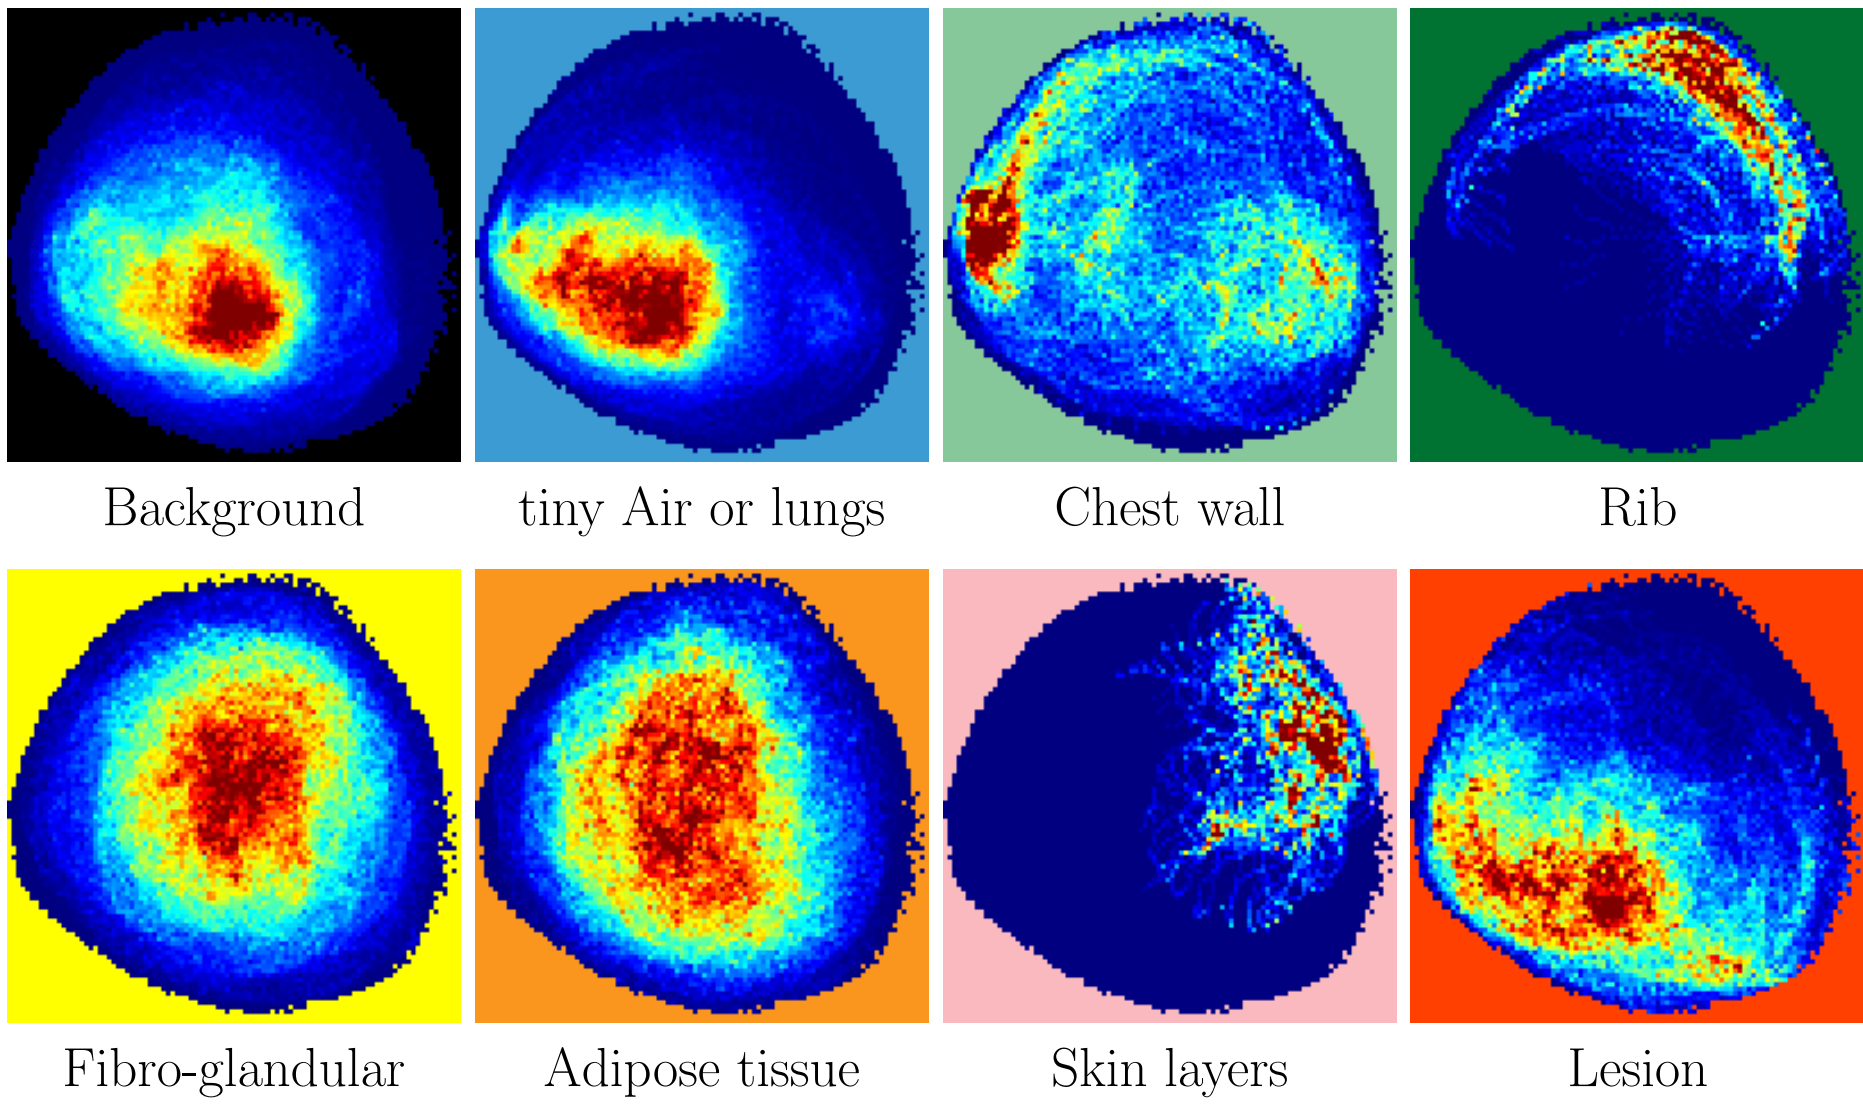 Background
tiny Air or lungs
Chest wall
Rib
Fibro-glandular
Adipose tissue
Skin layers
Lesion